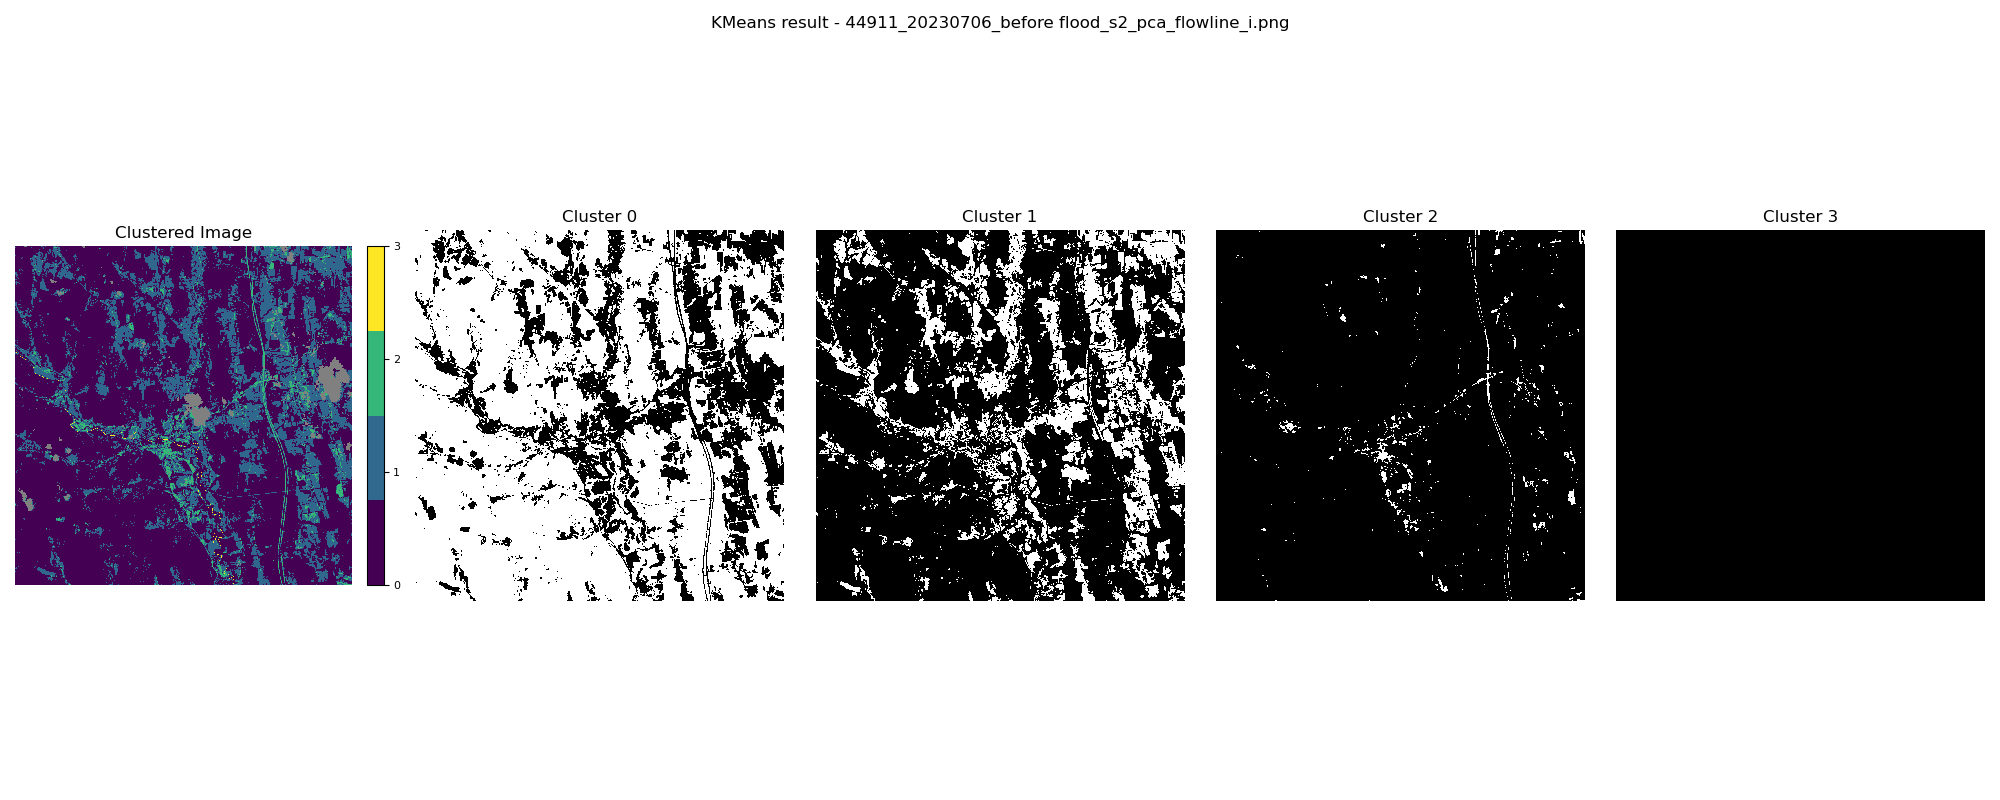 KMeans result - 44911_20230706_before flood_s2_pca_flowline_i.png
Clustered Image
3
2
1
0
Cluster 0
Cluster 1
Cluster 2
Cluster 3